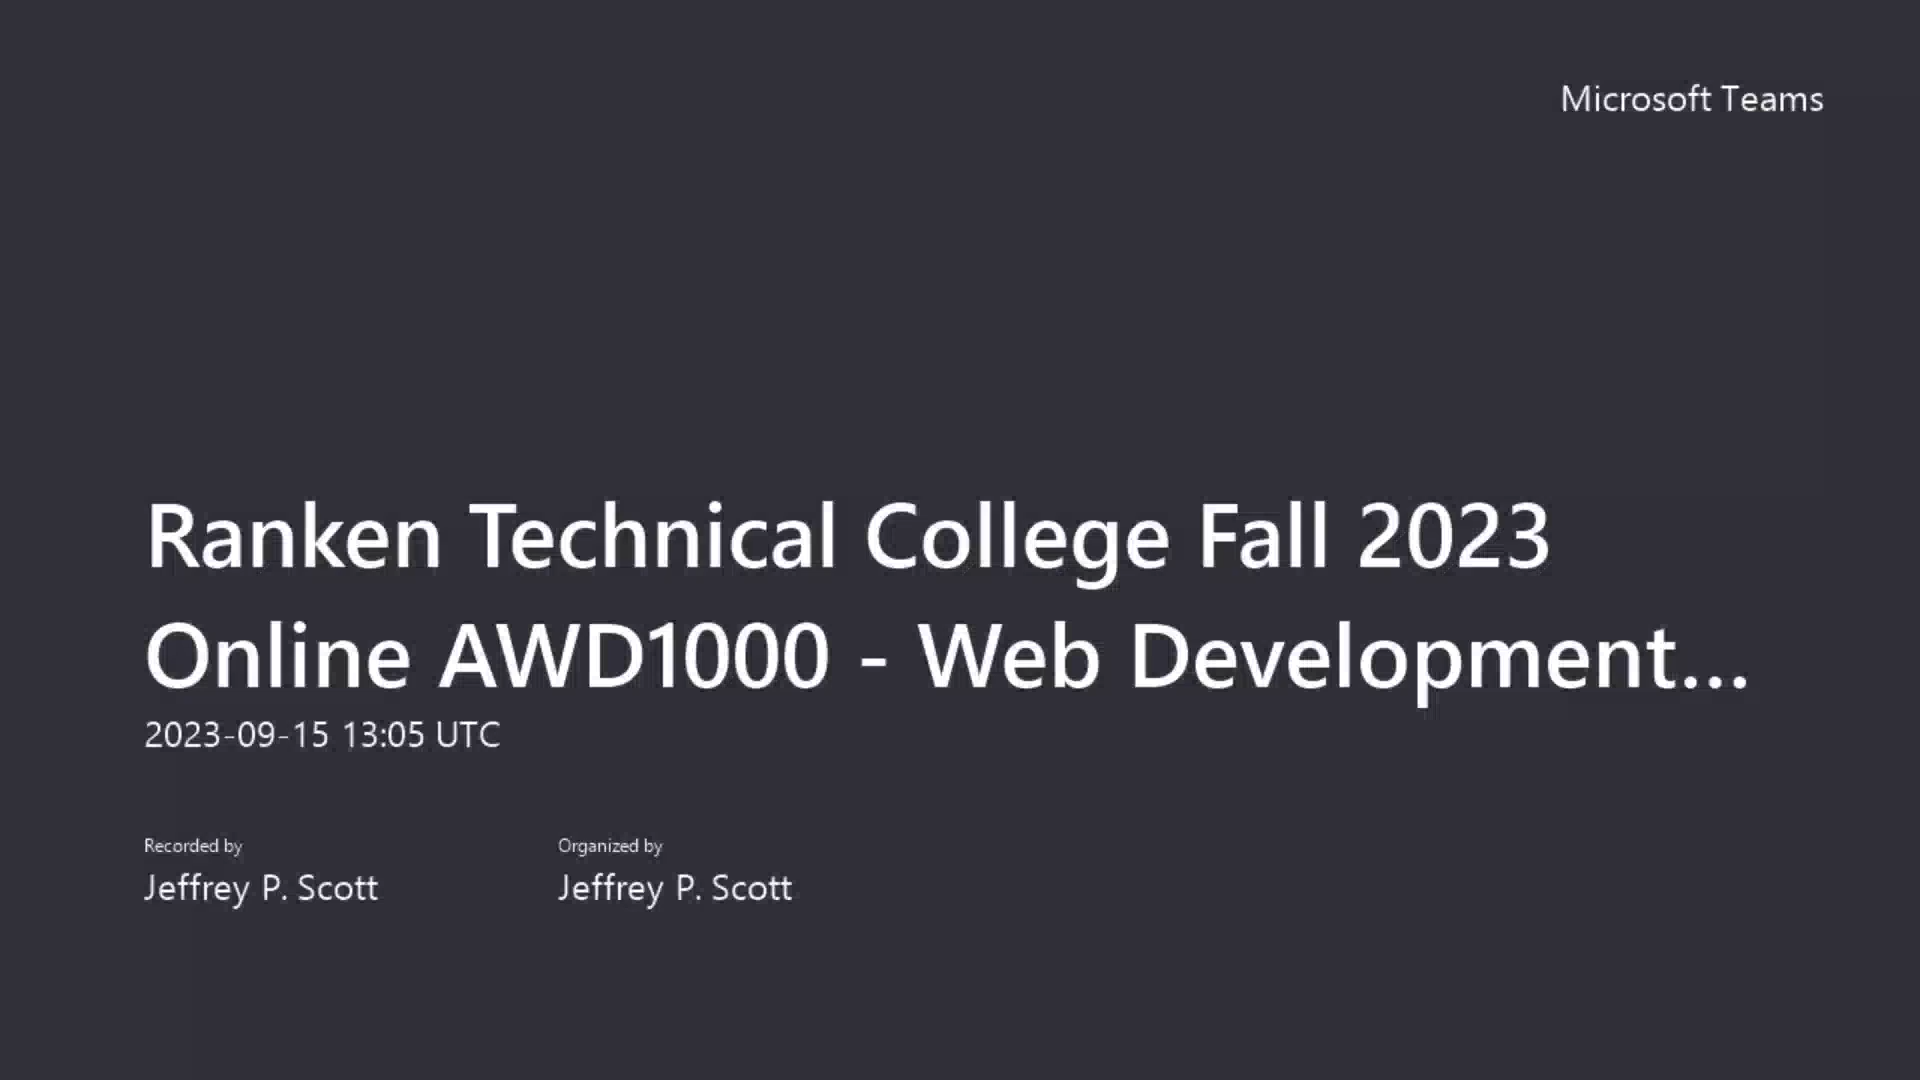 Microsoft Teams
Ranken Technical College Fall 2023
Online AWD1000 - Web Development...
2023-09-15 13:05 UTC
Recorded by
Jeffrey P. Scott
Organized by
Jeffrey P. Scott